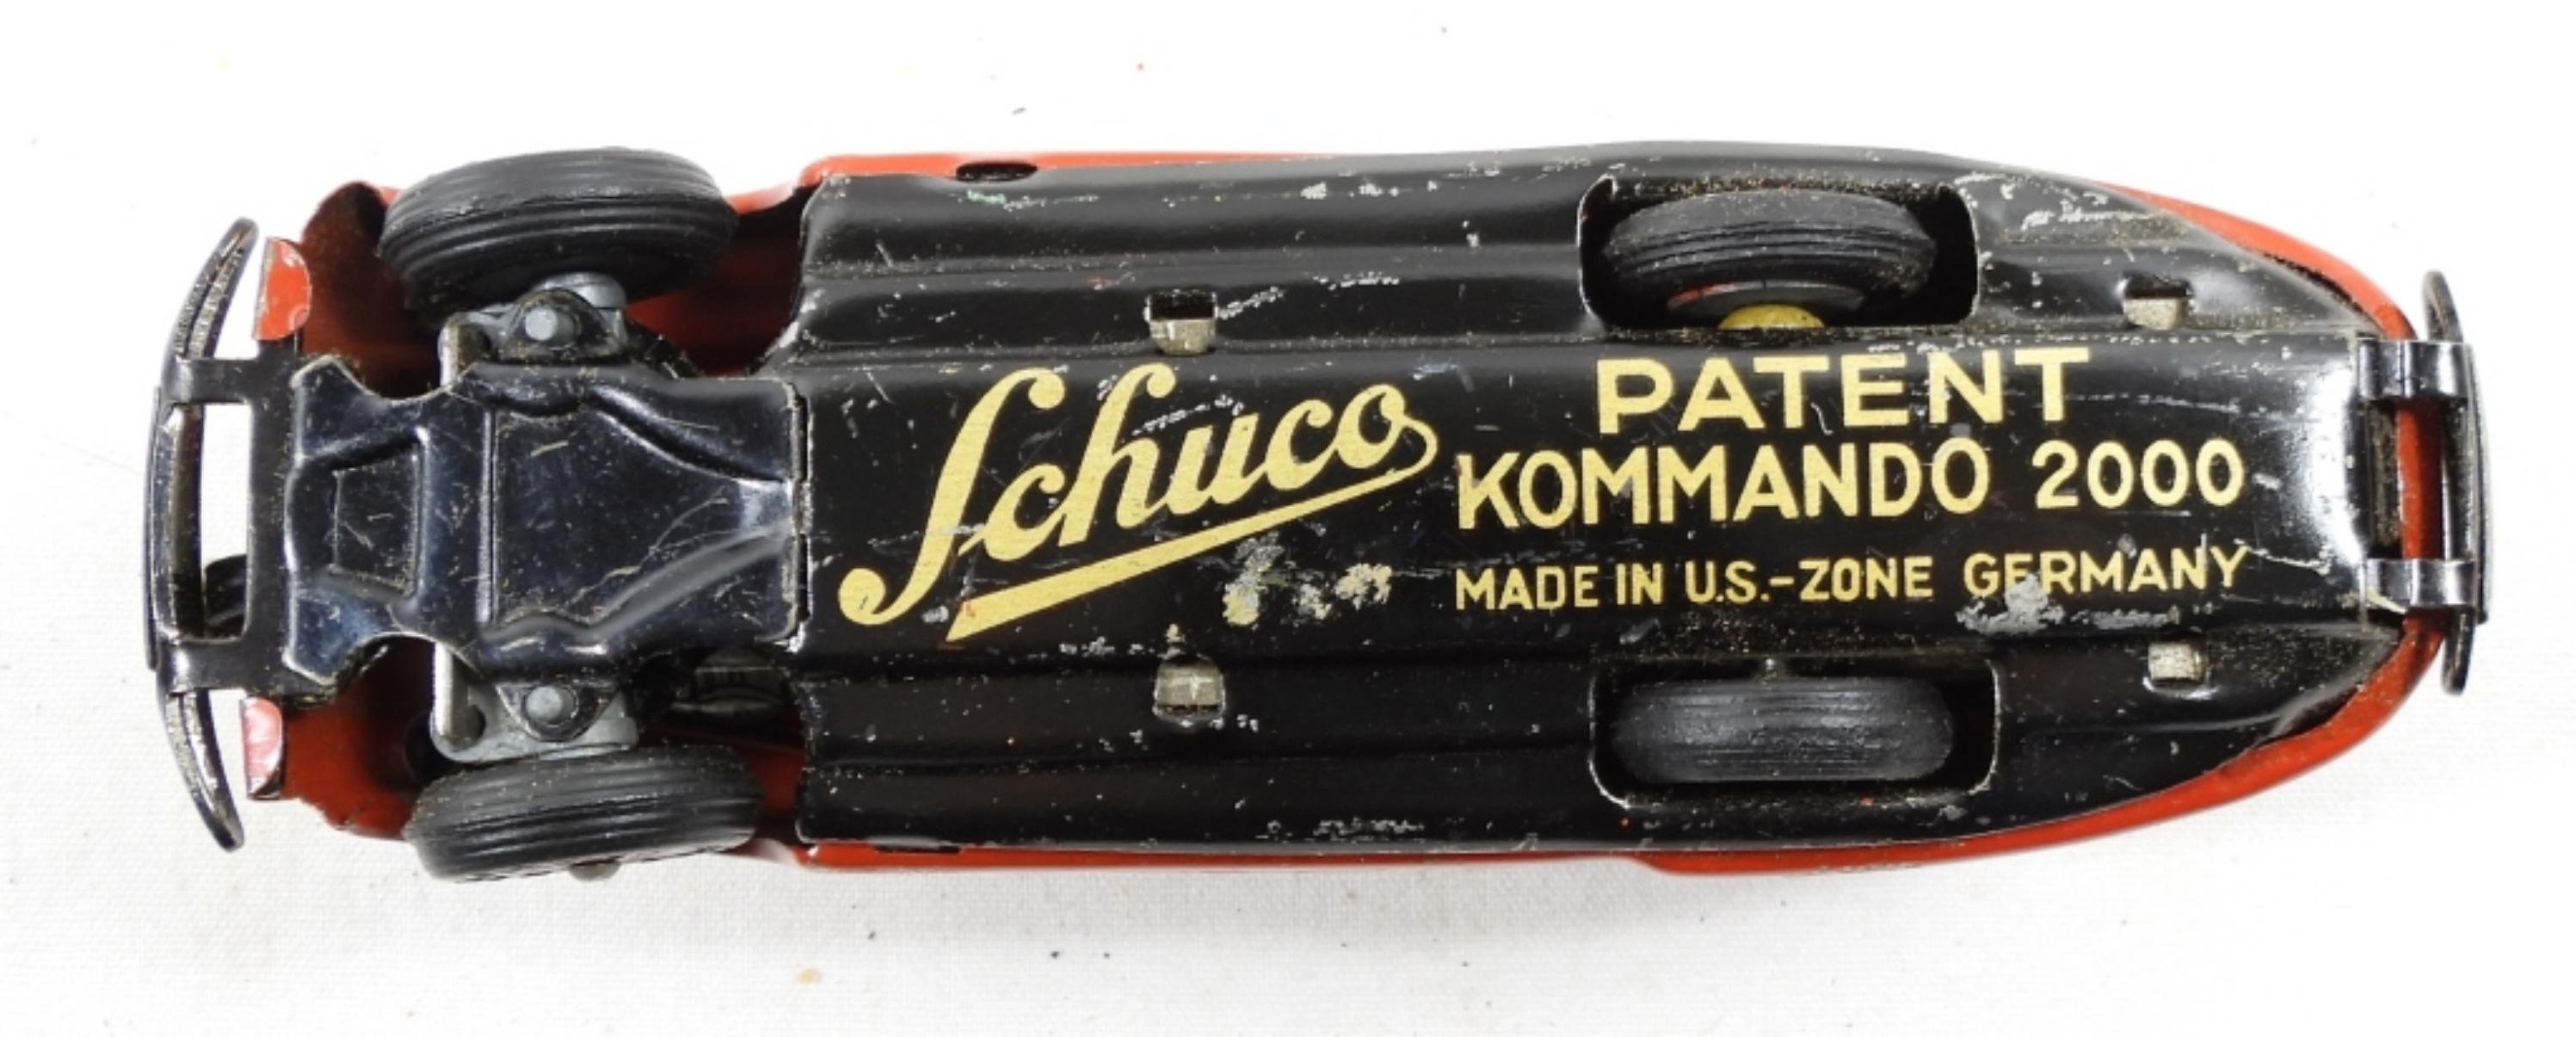 Schuco
PATENT
KOMMANDO 2000
MADE IN U.S.-ZONE GERMANY